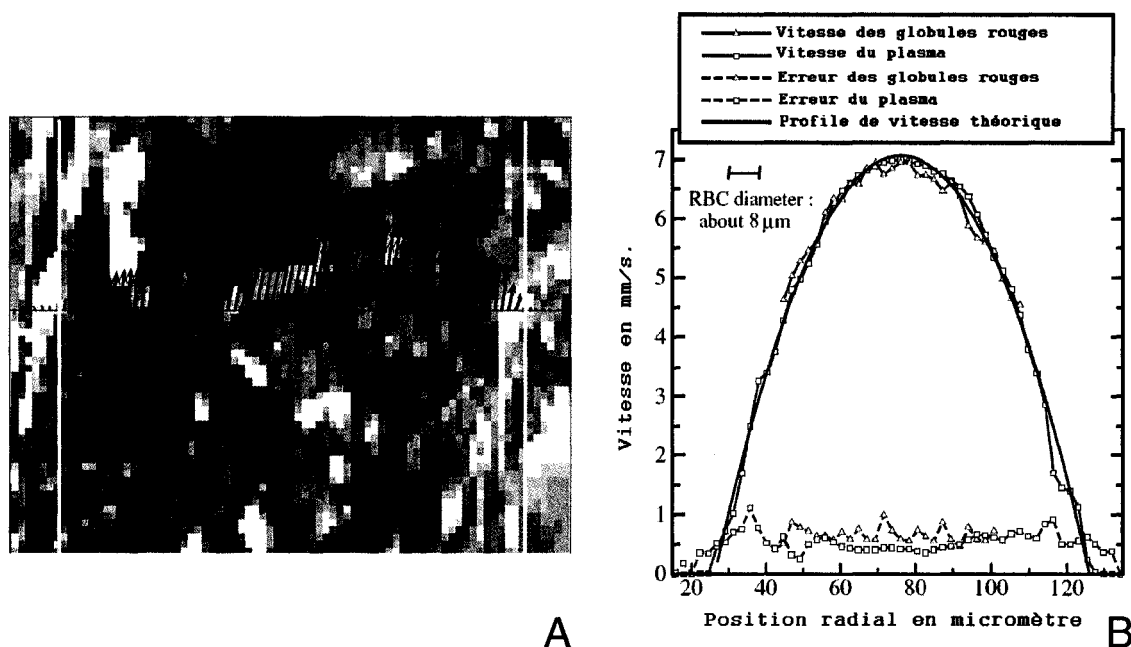 Vitesse des globules rouges
Vitesse du plasma
Erreur des globules rouges
Erreur du plasma
Profile de vitesse théorique
RBC diameter :
about 8 µm
Vitesse en mm/s.
7
6
5
4
3
2
1
0
20
40
60
80
100
120
Position radial en micromètre
A
B